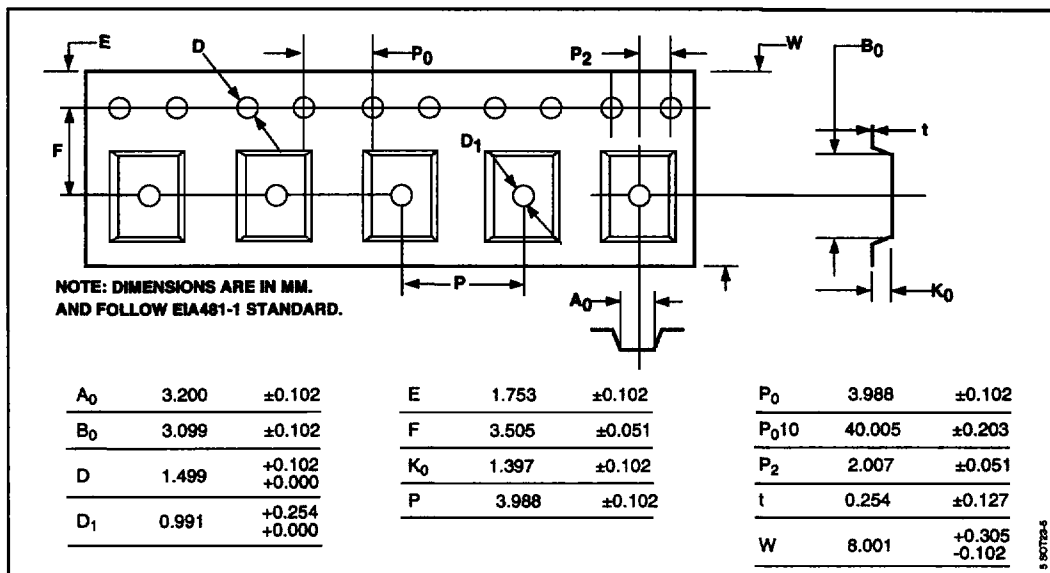 E
D
P0
P2
W
B0
t
F
D1
NOTE: DIMENSIONS ARE IN MM.
AND FOLLOW EIA481-1 STANDARD.
P
A0
K0
A0 3.200 ±0.102
B0 3.099 ±0.102
D 1.499 +0.102 +0.000
D1 0.991 +0.254 +0.000
E 1.753 ±0.102
F 3.505 ±0.051
K0 1.397 ±0.102
P 3.988 ±0.102
P0 3.988 ±0.102
P010 40.005 ±0.203
P2 2.007 ±0.051
t 0.254 ±0.127
W 8.001 +0.305 -0.102
5 SOT23-5